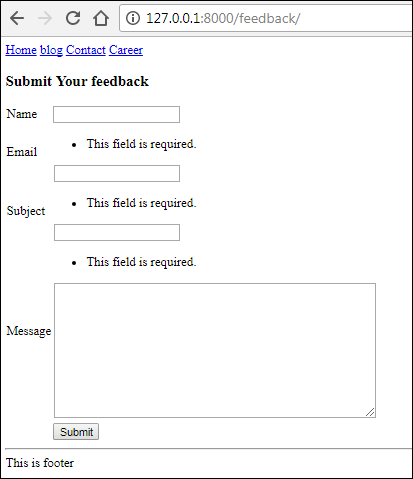 127.0.0.1:8000/feedback/
Home blog Contact Career
Submit Your feedback
Name
This field is required.
Email
This field is required.
Subject
This field is required.
Message
Submit
This is footer